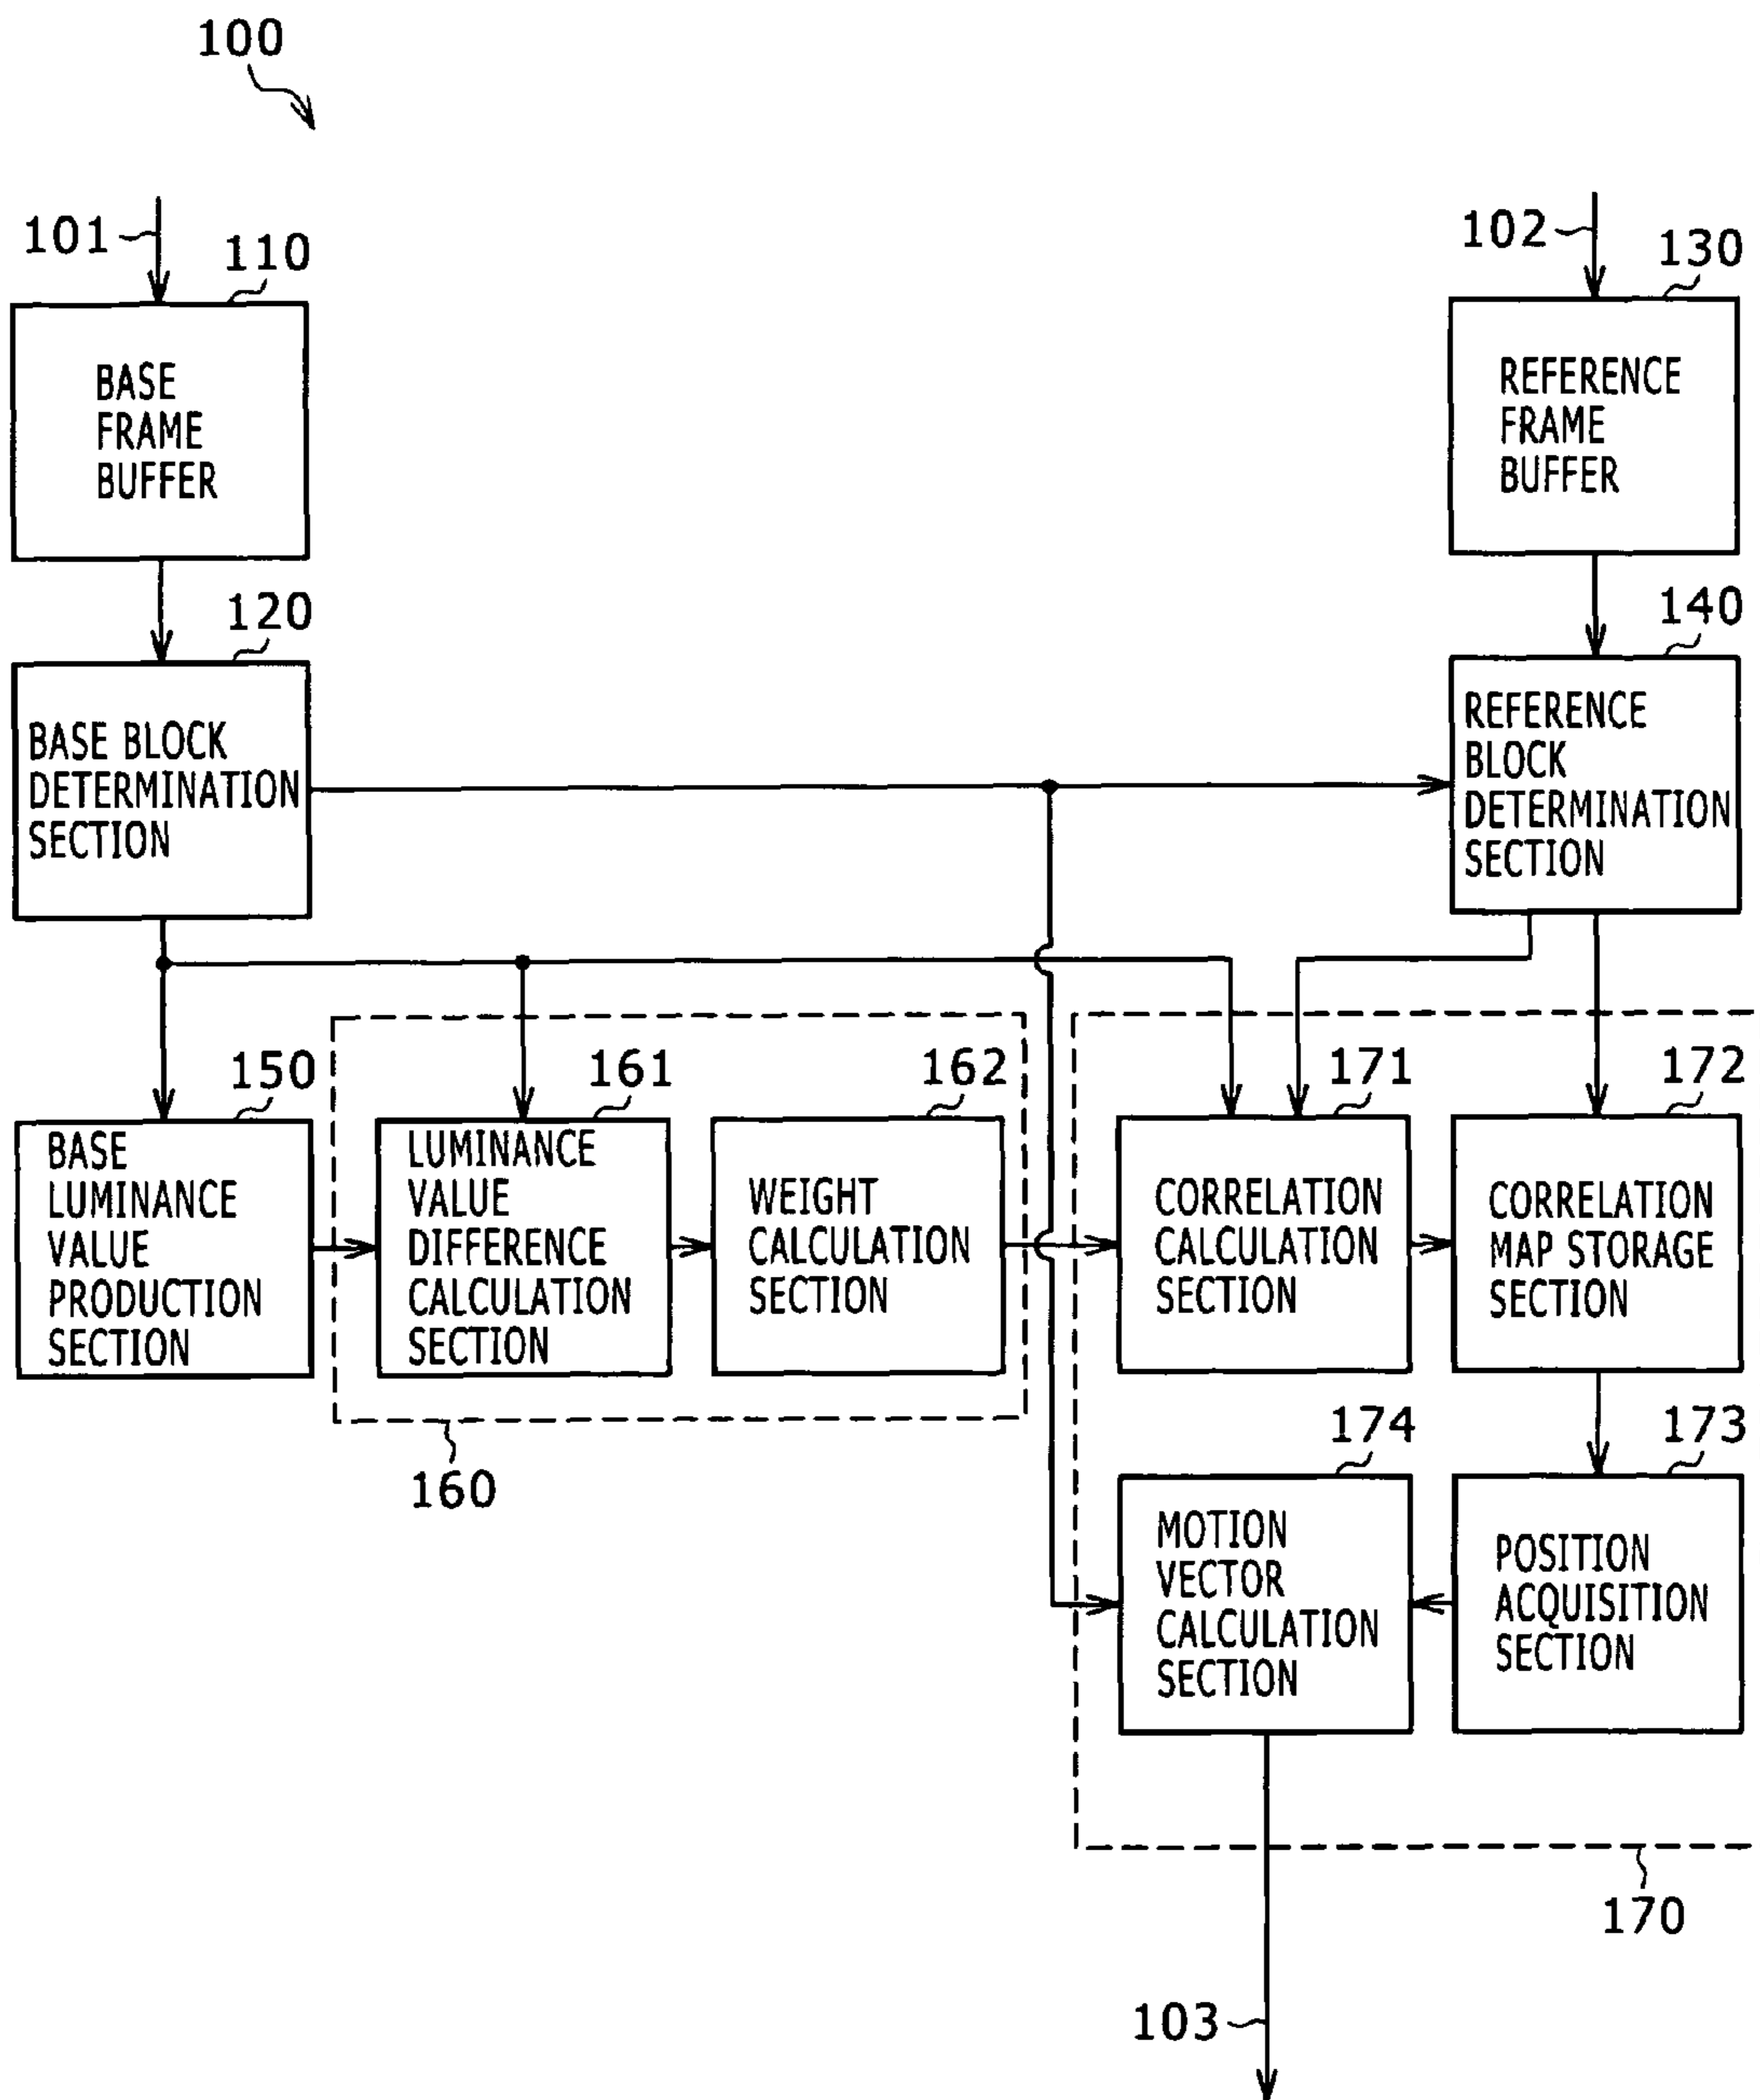 100
101
110
102
130
BASE
FRAME
BUFFER
REFERENCE
FRAME
BUFFER
120
140
BASE BLOCK
DETERMINATION
SECTION
REFERENCE
BLOCK
DETERMINATION
SECTION
150
161
162
171
172
BASE
LUMINANCE
VALUE
PRODUCTION
SECTION
LUMINANCE
VALUE
DIFFERENCE
CALCULATION
SECTION
WEIGHT
CALCULATION
SECTION
CORRELATION
CALCULATION
SECTION
CORRELATION
MAP STORAGE
SECTION
160
174
173
MOTION
VECTOR
CALCULATION
SECTION
POSITION
ACQUISITION
SECTION
170
103